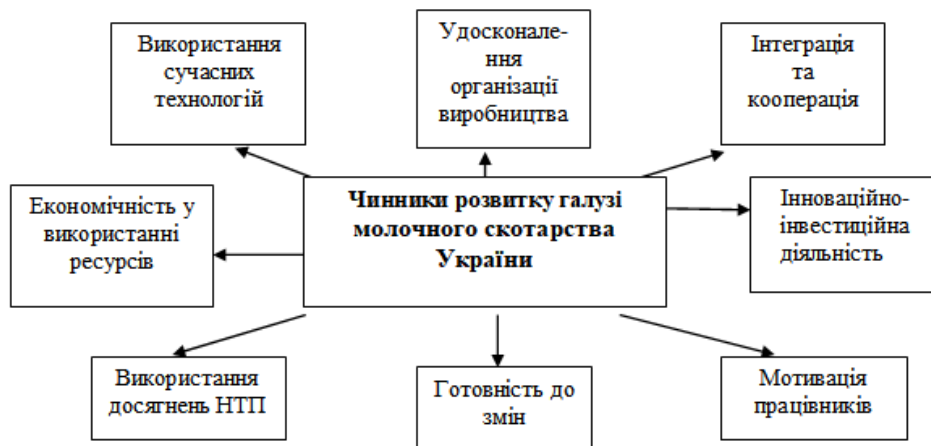 Використання
сучасних
технологій
Удосконале-
ння
організації
виробництва
Інтеграція
та
кооперація
Економічність у
використанні
ресурсів
Чинники розвитку галузі
молочного скотарства
України
Інноваційно-
інвестиційна
діяльність
Використання
досягнень НТП
Готовність до
змін
Мотивація
працівників